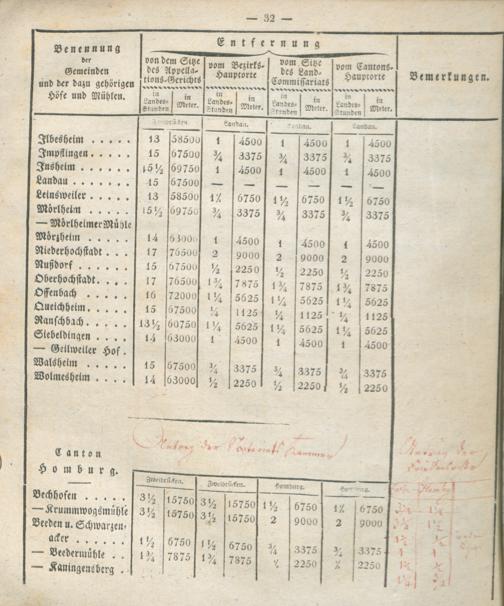 — 32 —
Benennung der Gemeinden und der dazu gehörigen Höfe und Mühlen.
Entfernung
von dem Sitze des Appellations-Gerichts
vom Bezirks-Hauptorte
vom Sitze des Land-Commissariats
vom Cantons-Hauptorte
Bemerkungen.
in Landes-Stunden in Meter. in Landes-Stunden in Meter. in Landes-Stunden in Meter. in Landes-Stunden in Meter.
Zweibrücken. Landau. Landau. Landau.
Ilbesheim . . . . . 13 58500 1 4500 1 4500 1 4500
Impflingen . . . . . 15 67500 ¾ 3375 ¾ 3375 ¾ 3375
Insheim . . . . . 15½ 69750 1 4500 1 4500 1 4500
Landau . . . . . 15 67500 — — — — — —
Leinsweiler . . . . 13 58500 1½ 6750 1½ 6750 1½ 6750
Mörlheim . . . . . 15½ 69750 ¾ 3375 ¾ 3375 ¾ 3375
— Mörlheimer Mühle
Mörzheim . . . . 14 63000 1 4500 1 4500 1 4500
Niederhochstadt . . . 17 76500 2 9000 2 9000 2 9000
Nußdorf . . . . . 15 67500 ½ 2250 ½ 2250 ½ 2250
Oberhochstadt . . . . 17 76500 1¾ 7875 1¾ 7875 1¾ 7875
Offenbach . . . . . 16 72000 1¼ 5625 1¼ 5625 1¼ 5625
Queichheim . . . . 15 67500 ¼ 1125 ¼ 1125 ¼ 1125
Ranschbach . . . . . 13½ 60750 1¼ 5625 1¼ 5625 1¼ 5625
Siebeldingen . . . . 14 63000 1 4500 1 4500 1 4500
— Geilweiler Hof .
Walsheim . . . . . 15 67500 ¾ 3375 ¾ 3375 ¾ 3375
Wolmesheim . . . . 14 63000 ½ 2250 ½ 2250 ½ 2250
Canton
Homburg.
Zweibrücken. Zweibrücken. Homburg. Homburg.
Bechhofen . . . . . 3½ 15750 3½ 15750 1½ 6750 1½ 6750
— Krummwogsmühle 3½ 15750 3½ 15750 2 9000 2 9000
Beeden u. Schwarzen-
acker . . . . . 1½ 6750 1½ 6750 ¾ 3375 ¾ 3375
— Beedermühle . . 1¾ 7875 1¾ 7875 ½ 2250 ½ 2250
— Kaningensberg .